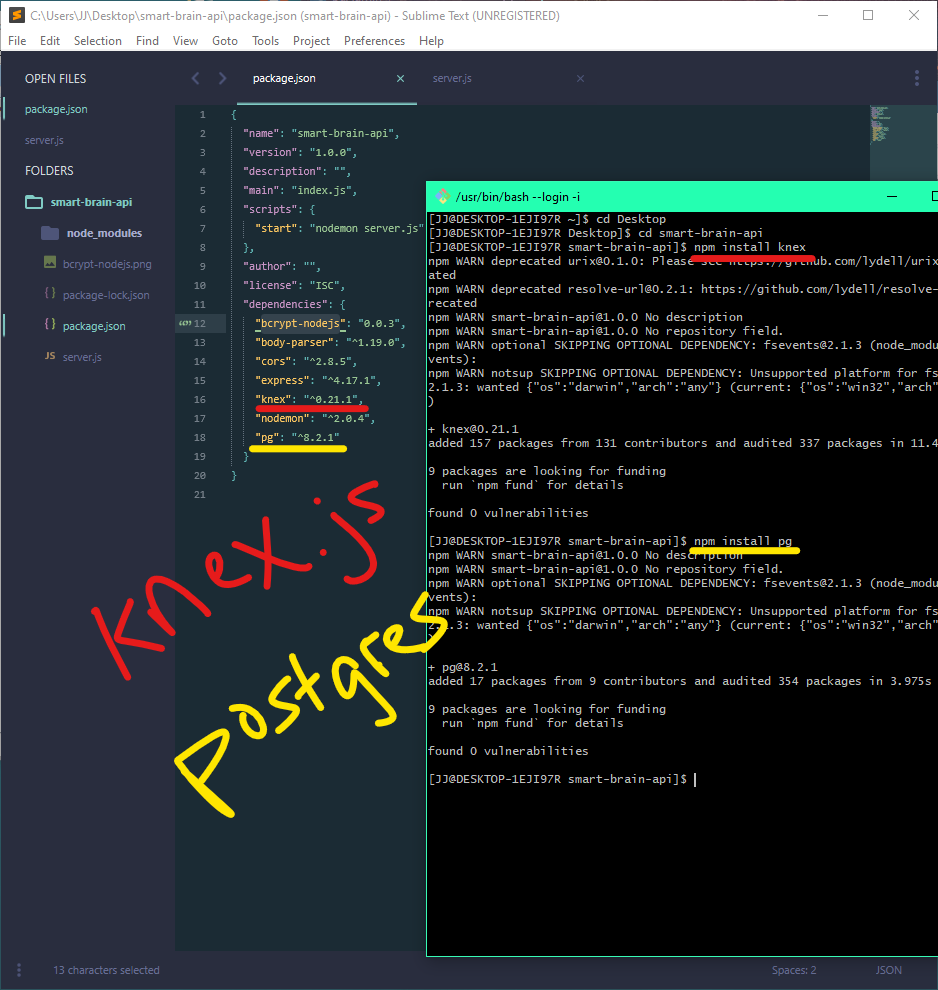 C:\Users\JJ\Desktop\smart-brain-api\package.json (smart-brain-api) - Sublime Text (UNREGISTERED)
File Edit Selection Find View Goto Tools Project Preferences Help
OPEN FILES
package.json
server.js
FOLDERS
smart-brain-api
node_modules
bcrypt-nodejs.png
{ } package-lock.json
{ } package.json
JS server.js
package.json
server.js
1 {
2 "name": "smart-brain-api",
3 "version": "1.0.0",
4 "description": "",
5 "main": "index.js",
6 "scripts": {
7 "start": "nodemon server.js"
8 },
9 "author": "",
10 "license": "ISC",
11 "dependencies": {
12 "bcrypt-nodejs": "0.0.3",
13 "body-parser": "^1.19.0",
14 "cors": "^2.8.5",
15 "express": "^4.17.1",
16 "knex": "^0.21.1",
17 "nodemon": "^2.0.4",
18 "pg": "^8.2.1"
19 }
20 }
21
Knex.js
Postgres
/usr/bin/bash --login -i
[JJ@DESKTOP-1EJI97R ~]$ cd Desktop
[JJ@DESKTOP-1EJI97R Desktop]$ cd smart-brain-api
[JJ@DESKTOP-1EJI97R smart-brain-api]$ npm install knex
npm WARN deprecated urix@0.1.0: Please see https://github.com/lydell/urix
ated
npm WARN deprecated resolve-url@0.2.1: https://github.com/lydell/resolve-
recated
npm WARN smart-brain-api@1.0.0 No description
npm WARN smart-brain-api@1.0.0 No repository field.
npm WARN optional SKIPPING OPTIONAL DEPENDENCY: fsevents@2.1.3 (node_modu
vents):
npm WARN notsup SKIPPING OPTIONAL DEPENDENCY: Unsupported platform for fs
2.1.3: wanted {"os":"darwin","arch":"any"} (current: {"os":"win32","arch"
)
+ knex@0.21.1
added 157 packages from 131 contributors and audited 337 packages in 11.4
9 packages are looking for funding
run `npm fund` for details
found 0 vulnerabilities
[JJ@DESKTOP-1EJI97R smart-brain-api]$ npm install pg
npm WARN smart-brain-api@1.0.0 No description
npm WARN smart-brain-api@1.0.0 No repository field.
npm WARN optional SKIPPING OPTIONAL DEPENDENCY: fsevents@2.1.3 (node_modu
vents):
npm WARN notsup SKIPPING OPTIONAL DEPENDENCY: Unsupported platform for fs
2.1.3: wanted {"os":"darwin","arch":"any"} (current: {"os":"win32","arch"
)
+ pg@8.2.1
added 17 packages from 9 contributors and audited 354 packages in 3.975s
9 packages are looking for funding
run `npm fund` for details
found 0 vulnerabilities
[JJ@DESKTOP-1EJI97R smart-brain-api]$
13 characters selected
Spaces: 2
JSON